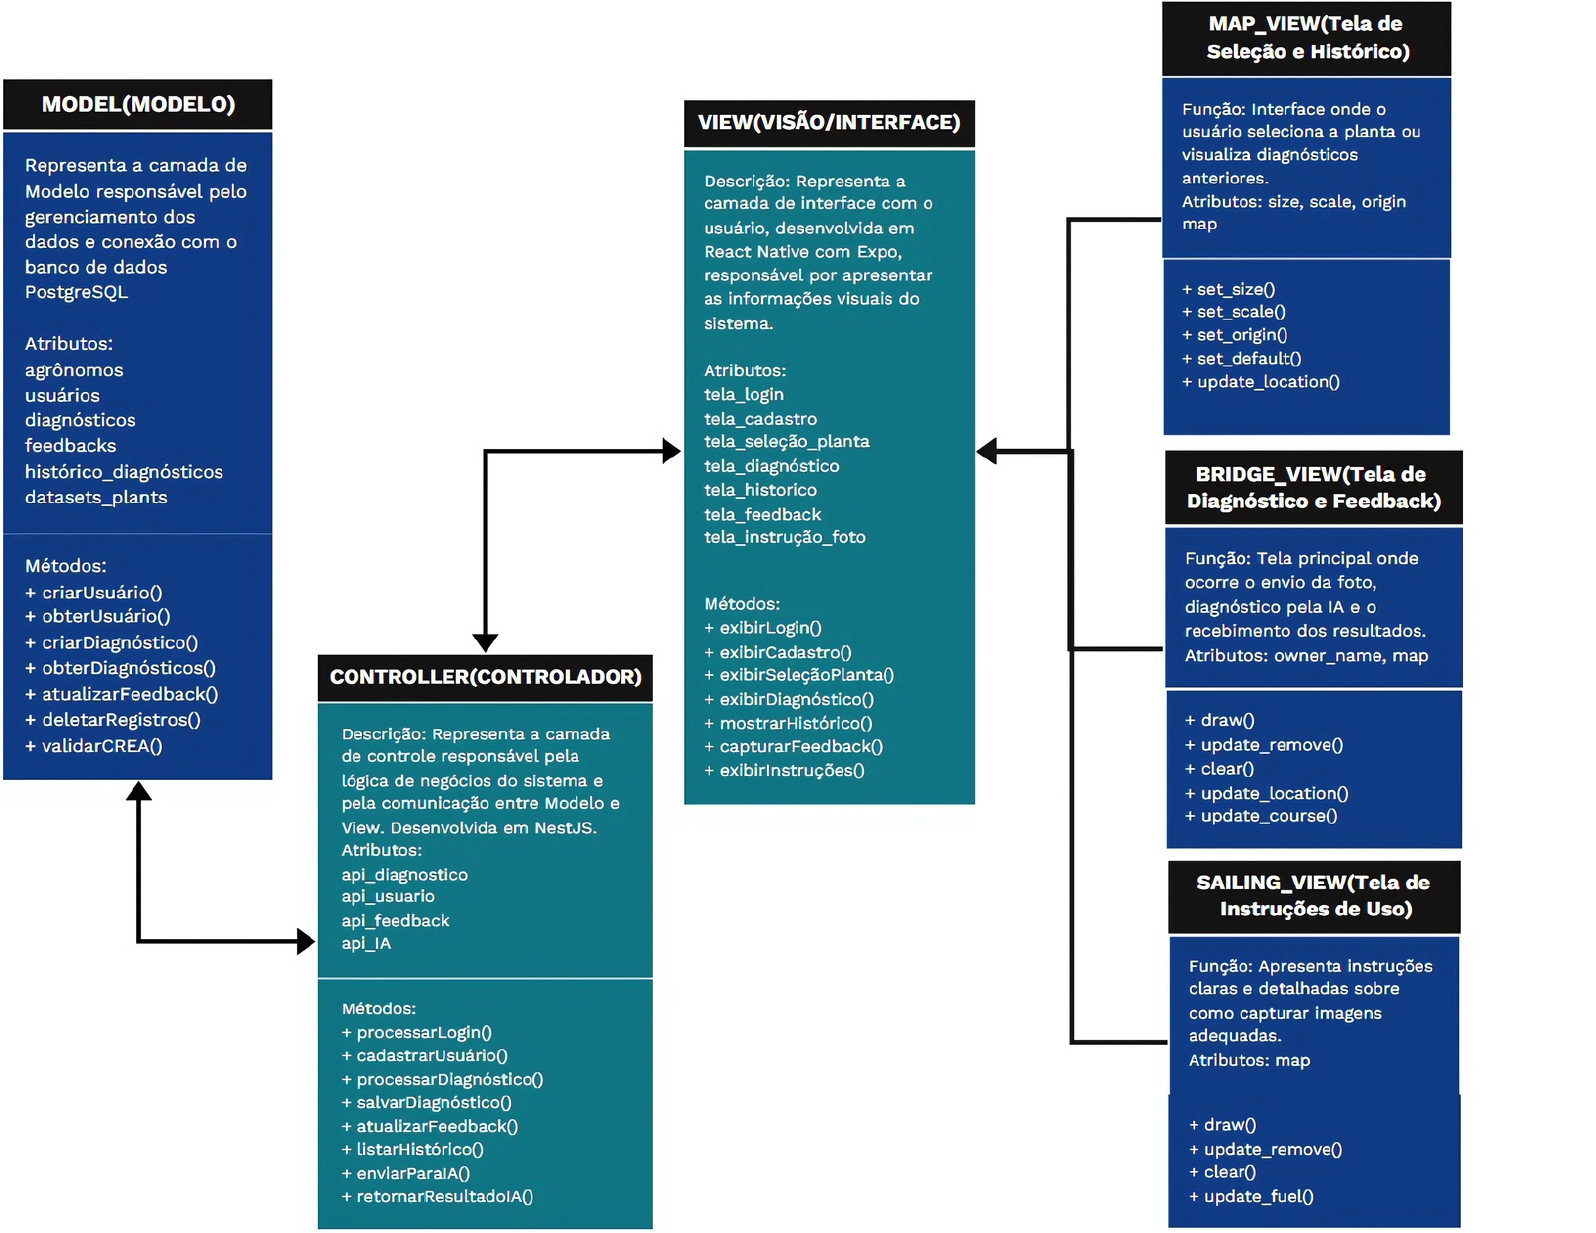 MODEL(MODELO)
Representa a camada de
Modelo responsável pelo
gerenciamento dos
dados e conexão com o
banco de dados
PostgreSQL
Atributos:
agrônomos
usuários
diagnósticos
feedbacks
histórico_diagnósticos
datasets_plants
Métodos:
+ criarUsuário()
+ obterUsuário()
+ criarDiagnóstico()
+ obterDiagnósticos()
+ atualizarFeedback()
+ deletarRegistros()
+ validarCREA()
CONTROLLER(CONTROLADOR)
Descrição: Representa a camada
de controle responsável pela
lógica de negócios do sistema e
pela comunicação entre Modelo e
View. Desenvolvida em NestJS.
Atributos:
api_diagnostico
api_usuario
api_feedback
api_IA
Métodos:
+ processarLogin()
+ cadastrarUsuário()
+ processarDiagnóstico()
+ salvarDiagnóstico()
+ atualizarFeedback()
+ listarHistórico()
+ enviarParaIA()
+ retornarResultadoIA()
VIEW(VISÃO/INTERFACE)
Descrição: Representa a
camada de interface com o
usuário, desenvolvida em
React Native com Expo,
responsável por apresentar
as informações visuais do
sistema.
Atributos:
tela_login
tela_cadastro
tela_seleção_planta
tela_diagnóstico
tela_historico
tela_feedback
tela_instrução_foto
Métodos:
+ exibirLogin()
+ exibirCadastro()
+ exibirSeleçãoPlanta()
+ exibirDiagnóstico()
+ mostrarHistórico()
+ capturarFeedback()
+ exibirInstruções()
MAP_VIEW(Tela de
Seleção e Histórico)
Função: Interface onde o
usuário seleciona a planta ou
visualiza diagnósticos
anteriores.
Atributos: size, scale, origin
map
+ set_size()
+ set_scale()
+ set_origin()
+ set_default()
+ update_location()
BRIDGE_VIEW(Tela de
Diagnóstico e Feedback)
Função: Tela principal onde
ocorre o envio da foto,
diagnóstico pela IA e o
recebimento dos resultados.
Atributos: owner_name, map
+ draw()
+ update_remove()
+ clear()
+ update_location()
+ update_course()
SAILING_VIEW(Tela de
Instruções de Uso)
Função: Apresenta instruções
claras e detalhadas sobre
como capturar imagens
adequadas.
Atributos: map
+ draw()
+ update_remove()
+ clear()
+ update_fuel()